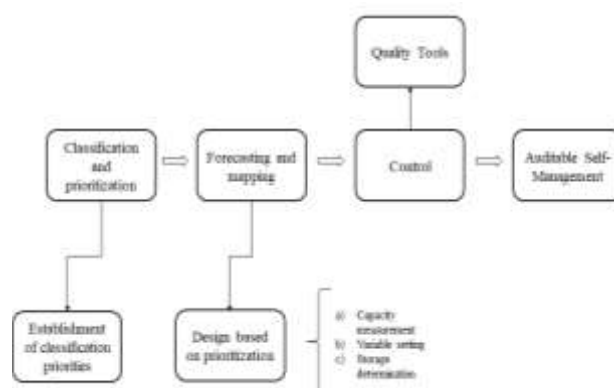 Quality Tools
Classification
and
prioritization
Forecasting and
mapping
Control
Auditable Self-
Management
Establishment
of classification
priorities
Design based
on prioritization
a) Capacity
measurement
b) Variable setting
c) Storage
determination